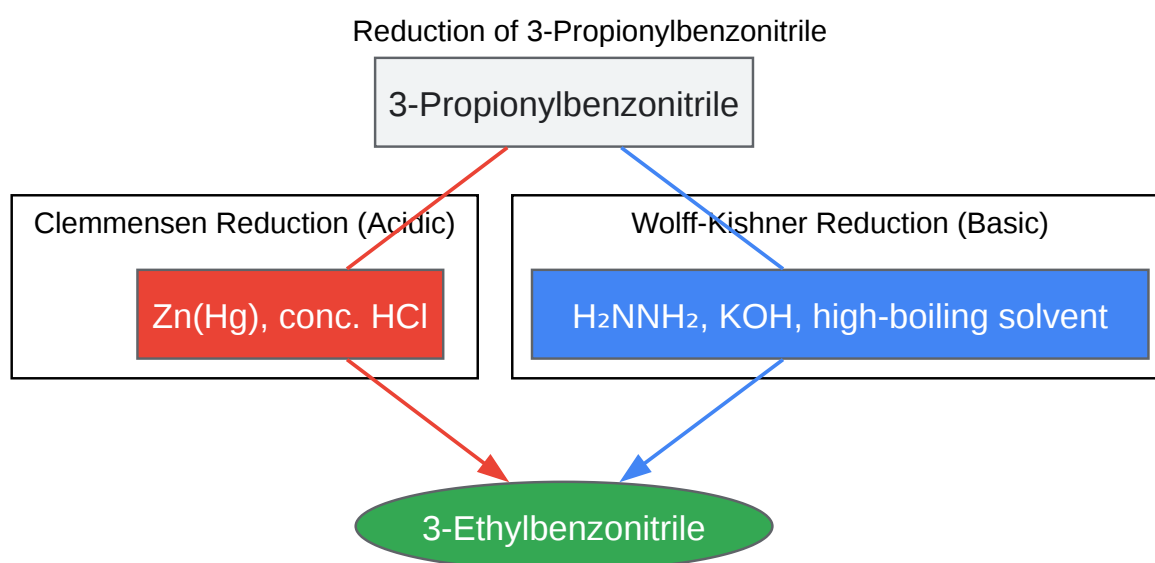 Reduction of 3-Propionylbenzonitrile
3-Propionylbenzonitrile
Clemmensen Reduction (Acidic)
Wolff-Kishner Reduction (Basic)
Zn(Hg), conc. HCl
H₂NNH₂, KOH, high-boiling solvent
3-Ethylbenzonitrile